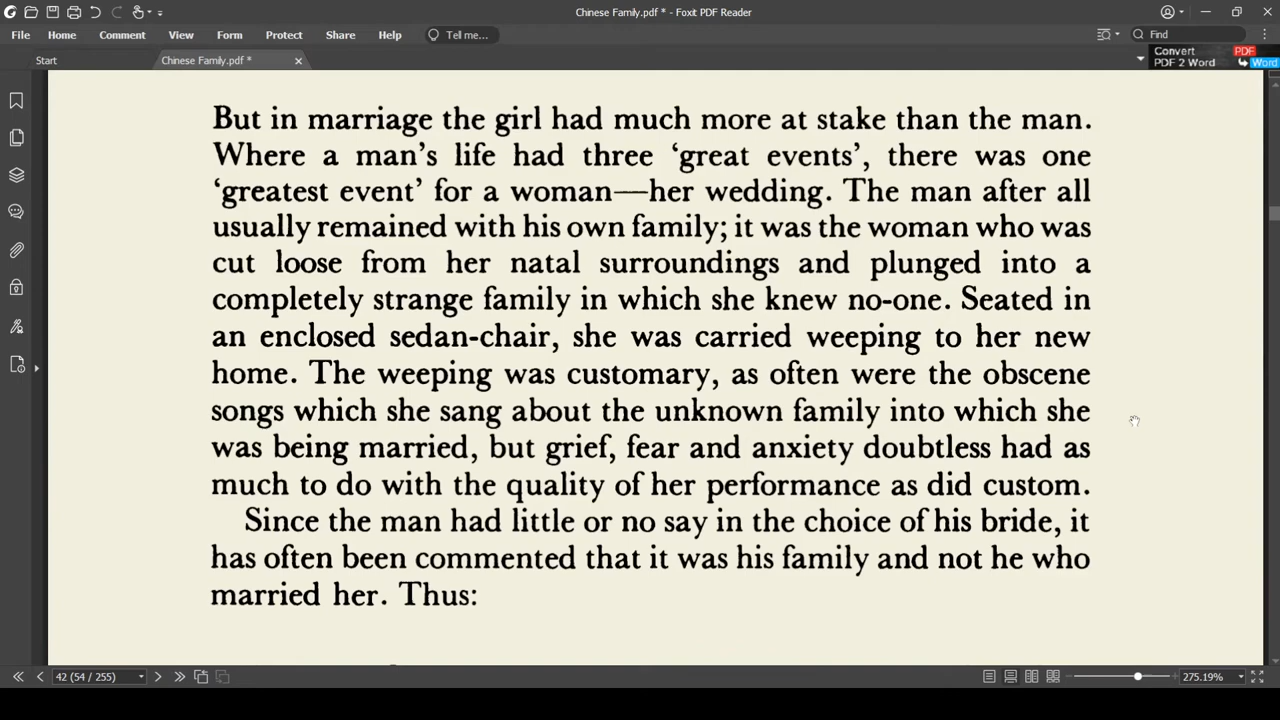 Chinese Family.pdf * - Foxit PDF Reader
File Home Comment View Form Protect Share Help Tell me... Find
Start Chinese Family.pdf * Convert PDF 2 Word PDF Word
But in marriage the girl had much more at stake than the man.
Where a man's life had three ‘great events’, there was one
‘greatest event’ for a woman—her wedding. The man after all
usually remained with his own family; it was the woman who was
cut loose from her natal surroundings and plunged into a
completely strange family in which she knew no-one. Seated in
an enclosed sedan-chair, she was carried weeping to her new
home. The weeping was customary, as often were the obscene
songs which she sang about the unknown family into which she
was being married, but grief, fear and anxiety doubtless had as
much to do with the quality of her performance as did custom.
Since the man had little or no say in the choice of his bride, it
has often been commented that it was his family and not he who
married her. Thus:
42 (54 / 255) 275.19%